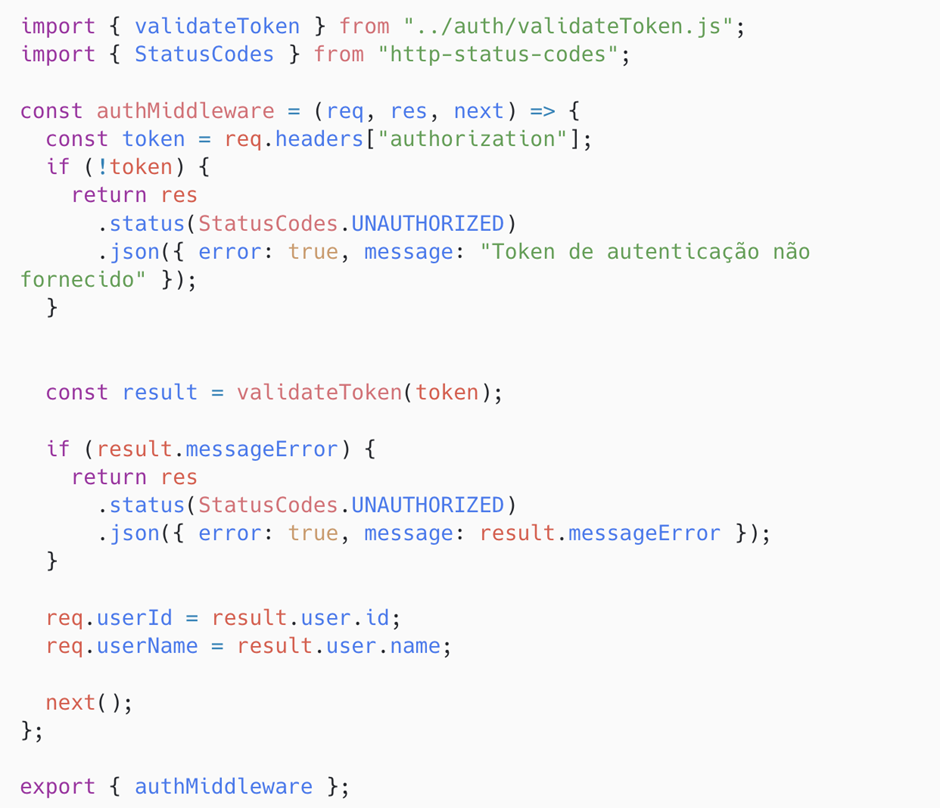 import { validateToken } from "../auth/validateToken.js";
import { StatusCodes } from "http-status-codes";

const authMiddleware = (req, res, next) => {
  const token = req.headers["authorization"];
  if (!token) {
    return res
      .status(StatusCodes.UNAUTHORIZED)
      .json({ error: true, message: "Token de autenticação não
fornecido" });
  }


  const result = validateToken(token);

  if (result.messageError) {
    return res
      .status(StatusCodes.UNAUTHORIZED)
      .json({ error: true, message: result.messageError });
  }

  req.userId = result.user.id;
  req.userName = result.user.name;

  next();
};

export { authMiddleware };